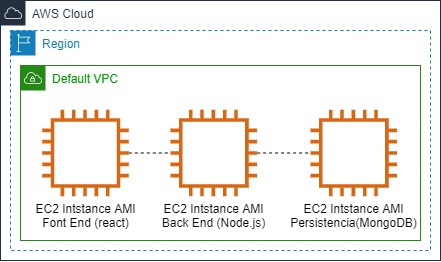 AWS Cloud
Region
Default VPC
EC2 Intstance AMI
Font End (react)
EC2 Intstance AMI
Back End (Node.js)
EC2 Intstance AMI
Persistencia(MongoDB)